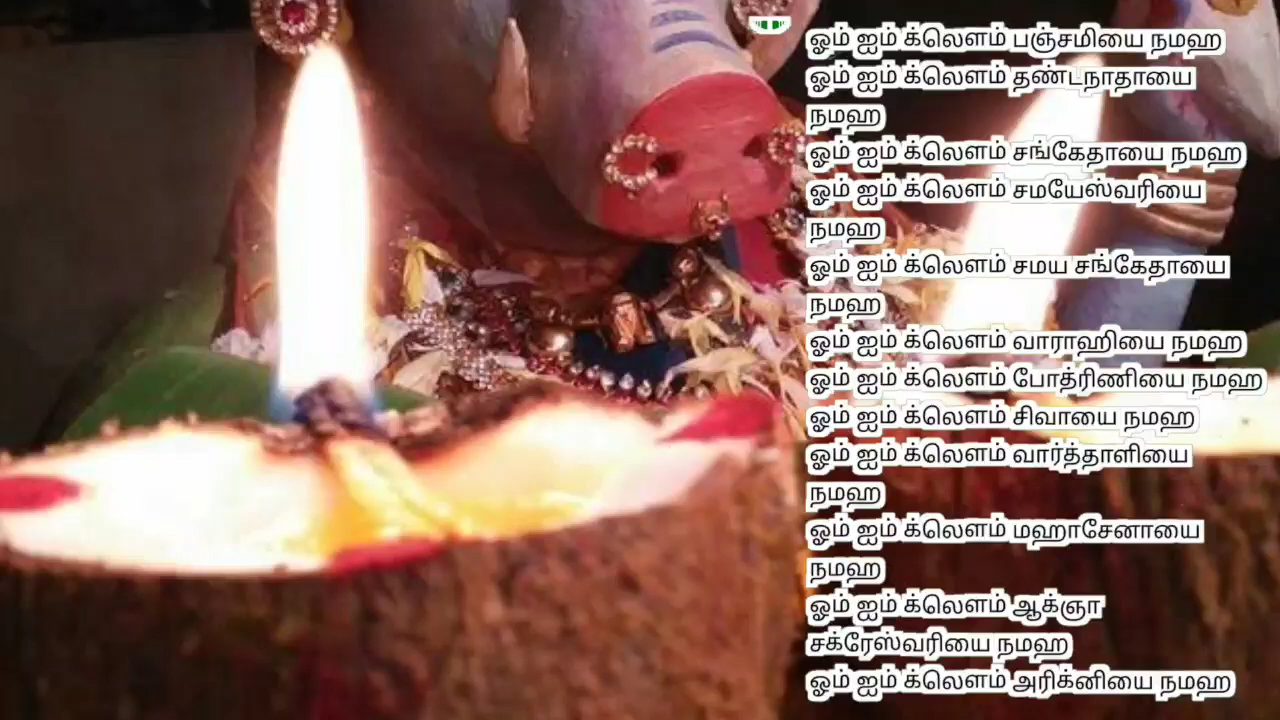 ஓம் ஐம் க்லௌம் பஞ்சமியை நமஹ
ஓம் ஐம் க்லௌம் தண்டநாதாயை
நமஹ
ஓம் ஐம் க்லௌம் சங்கேதாயை நமஹ
ஓம் ஐம் க்லௌம் சமயேஸ்வரியை
நமஹ
ஓம் ஐம் க்லௌம் சமய சங்கேதாயை
நமஹ
ஓம் ஐம் க்லௌம் வாராஹியை நமஹ
ஓம் ஐம் க்லௌம் போத்ரிணியை நமஹ
ஓம் ஐம் க்லௌம் சிவாயை நமஹ
ஓம் ஐம் க்லௌம் வார்த்தாளியை
நமஹ
ஓம் ஐம் க்லௌம் மஹாசேனாயை
நமஹ
ஓம் ஐம் க்லௌம் ஆக்ஞா
சக்ரேஸ்வரியை நமஹ
ஓம் ஐம் க்லௌம் அரிக்னியை நமஹ